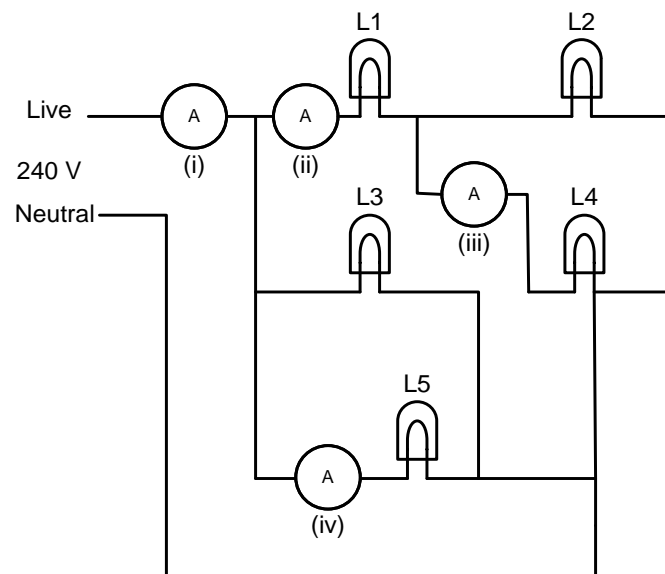 L1
L2
Live
A
A
(i)
(ii)
240 V
A
L3
L4
Neutral
(iii)
L5
A
(iv)